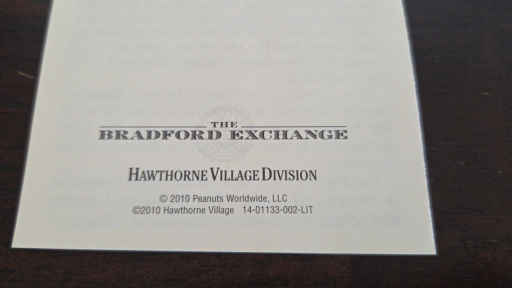 THE
BRADFORD EXCHANGE
HAWTHORNE VILLAGE DIVISION
© 2010 Peanuts Worldwide, LLC
©2010 Hawthorne Village 14-01133-002-LIT